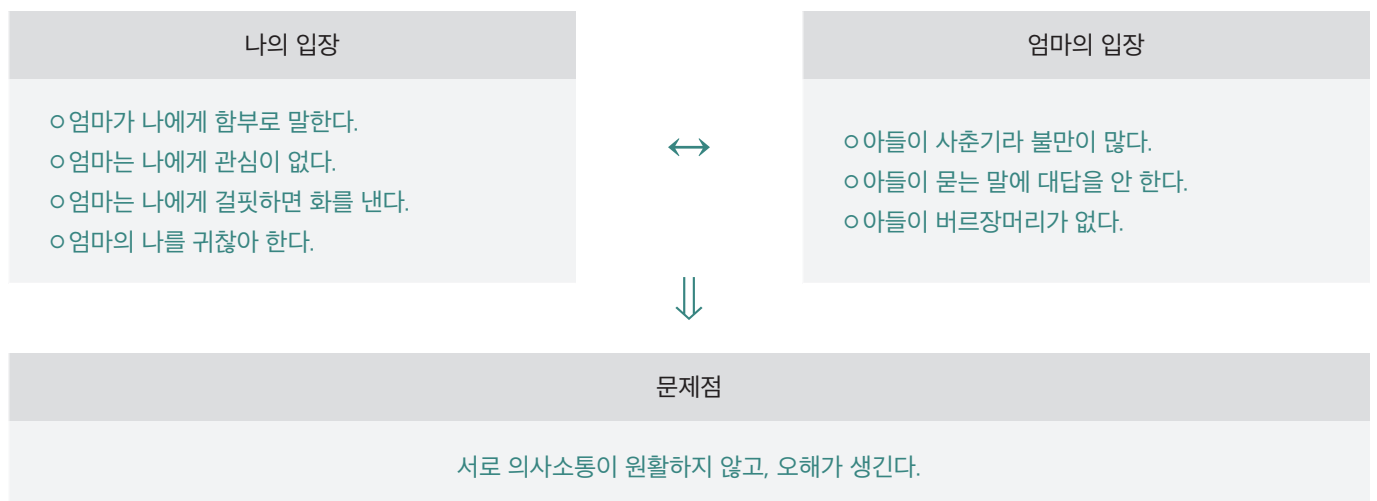 나의 입장
ㅇ엄마가 나에게 함부로 말한다.
ㅇ엄마는 나에게 관심이 없다.
ㅇ엄마는 나에게 걸핏하면 화를 낸다.
ㅇ엄마의 나를 귀찮아 한다.
↔
엄마의 입장
ㅇ아들이 사춘기라 불만이 많다.
ㅇ아들이 묻는 말에 대답을 안 한다.
ㅇ아들이 버르장머리가 없다.
⇓
문제점
서로 의사소통이 원활하지 않고, 오해가 생긴다.